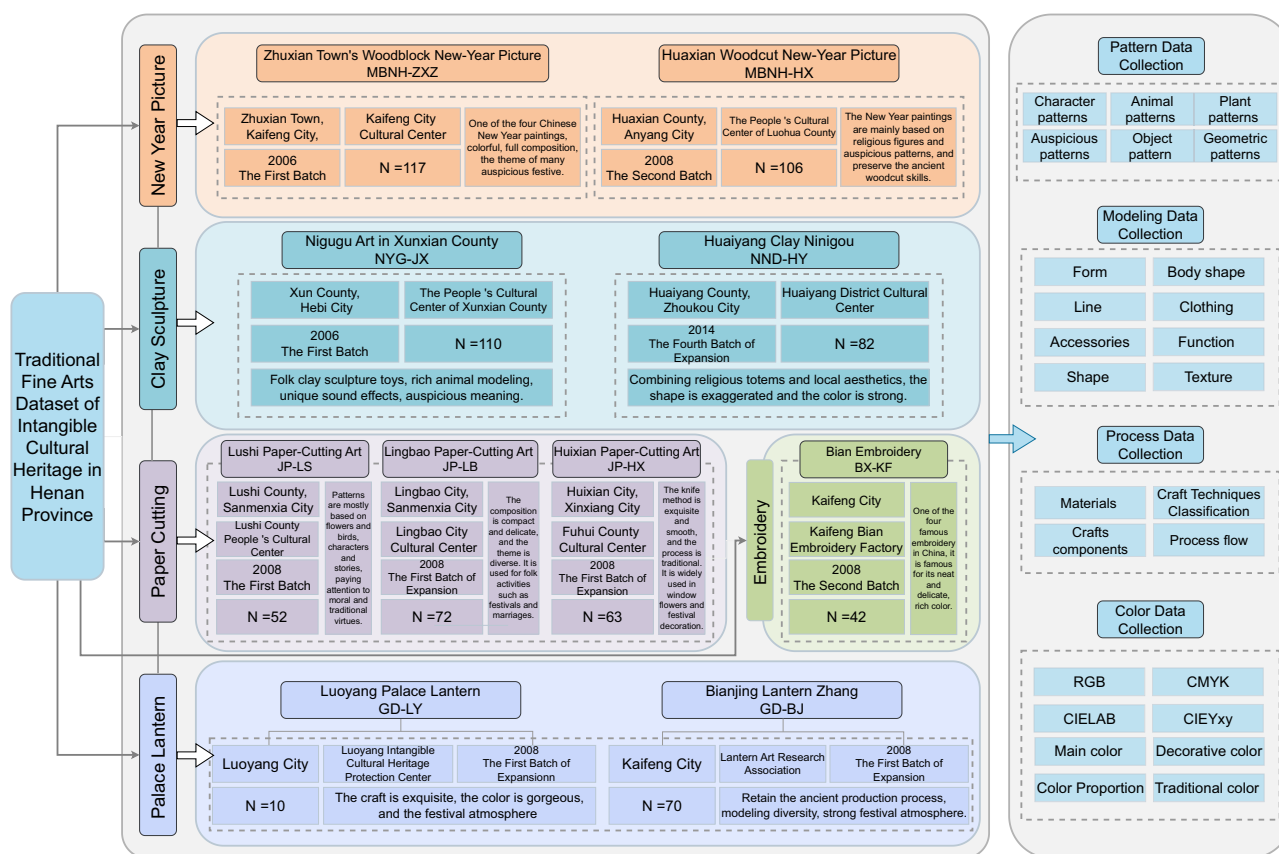 Traditional
Fine Arts
Dataset of
Intangible
Cultural
Heritage in
Henan
Province
New Year Picture
Zhuxian Town's Woodblock New-Year Picture
MBNH-ZXZ
Zhuxian Town,
Kaifeng City,
Kaifeng City
Cultural Center
2006
The First Batch
N =117
One of the four Chinese
New Year paintings,
colorful, full composition,
the theme of many
auspicious festive.
Huaxian Woodcut New-Year Picture
MBNH-HX
Huaxian County,
Anyang City
The People 's Cultural
Center of Luohua County
2008
The Second Batch
N =106
The New Year paintings
are mainly based on
religious figures and
auspicious patterns, and
preserve the ancient
woodcut skills.
Clay Sculpture
Nigugu Art in Xunxian County
NYG-JX
Xun County,
Hebi City
The People 's Cultural
Center of Xunxian County
2006
The First Batch
N =110
Folk clay sculpture toys, rich animal modeling,
unique sound effects, auspicious meaning.
Huaiyang Clay Ninigou
NND-HY
Huaiyang County,
Zhoukou City
Huaiyang District Cultural
Center
2014
The Fourth Batch of
Expansion
N =82
Combining religious totems and local aesthetics, the
shape is exaggerated and the color is strong.
Paper Cutting
Lushi Paper-Cutting Art
JP-LS
Lushi County,
Sanmenxia City
Lushi County
People 's Cultural
Center
2008
The First Batch
N =52
Patterns
are mostly
based on
flowers and
birds,
characters
and
stories,
paying
attention to
moral and
traditional
virtues.
Lingbao Paper-Cutting Art
JP-LB
Lingbao City,
Sanmenxia City
Lingbao City
Cultural Center
2008
The First Batch of
Expansion
N =72
The
composition
is compact
and delicate,
and the
theme is
diverse. It is
used for folk
activities
such as
festivals and
marriages.
Huixian Paper-Cutting Art
JP-HX
Huixian City,
Xinxiang City
Fuhui County
Cultural Center
2008
The First Batch of
Expansion
N =63
The knife
method is
exquisite
and
smooth,
and the
process is
traditional.
It is widely
used in
window
flowers and
festival
decoration.
Embroidery
Bian Embroidery
BX-KF
Kaifeng City
Kaifeng Bian
Embroidery Factory
2008
The Second Batch
N =42
One of the
four
famous
embroidery
in China, it
is famous
for its neat
and
delicate,
rich color.
Palace Lantern
Luoyang Palace Lantern
GD-LY
Luoyang City
Luoyang Intangible
Cultural Heritage
Protection Center
2008
The First Batch of
Expansionn
N =10
The craft is exquisite, the color is gorgeous,
and the festival atmosphere
Bianjing Lantern Zhang
GD-BJ
Kaifeng City
Lantern Art Research
Association
2008
The First Batch of
Expansion
N =70
Retain the ancient production process,
modeling diversity, strong festival atmosphere.
Pattern Data
Collection
Character
patterns
Animal
patterns
Plant
patterns
Auspicious
patterns
Object
pattern
Geometric
patterns
Modeling Data
Collection
Form
Body shape
Line
Clothing
Accessories
Function
Shape
Texture
Process Data
Collection
Materials
Craft Techniques
Classification
Crafts
components
Process flow
Color Data
Collection
RGB
CMYK
CIELAB
CIEYxy
Main color
Decorative color
Color Proportion
Traditional color